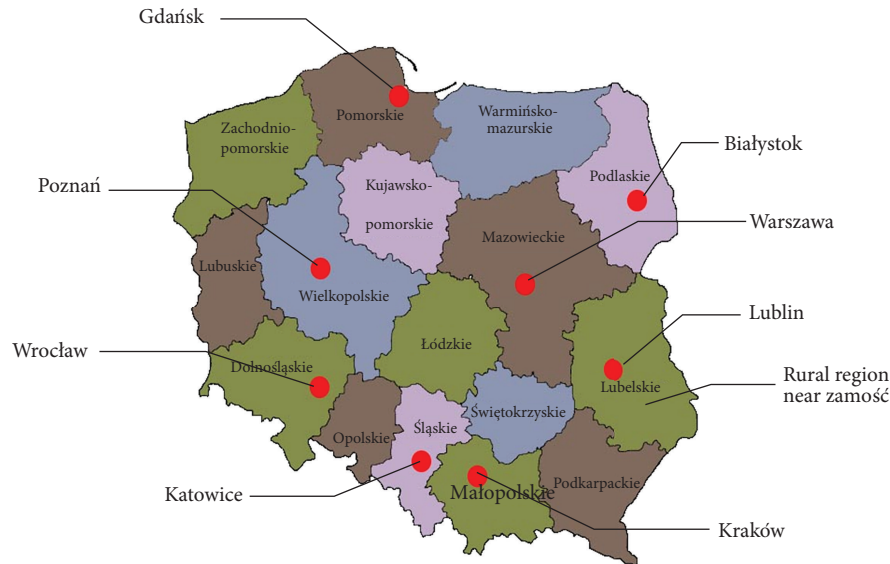 Gdańsk
Pomorskie
Warmińsko-
mazurskie
Zachodnio-
pomorskie
Białystok
Podlaskie
Poznań
Kujawsko-
pomorskie
Warszawa
Mazowieckie
Lubuskie
Wielkopolskie
Lublin
Wrocław
Łódzkie
Dolnośląskie
Lubelskie
Rural region
near zamość
Świętokrzyskie
Opolskie
Śląskie
Katowice
Małopolskie
Podkarpackie
Kraków